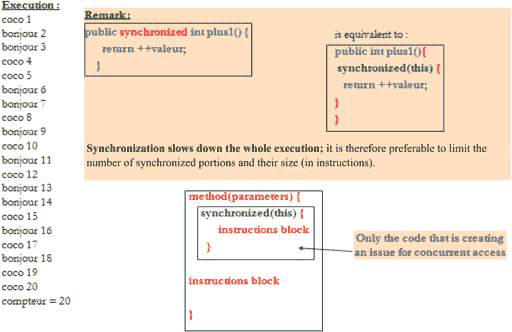 Execution :
coco 1
bonjour 2
bonjour 3
coco 4
coco 5
bonjour 6
bonjour 7
coco 8
bonjour 9
coco 10
bonjour 11
coco 12
bonjour 13
bonjour 14
coco 15
bonjour 16
coco 17
bonjour 18
coco 19
coco 20
compteur = 20
Remark :
public synchronized int plus1() {
return ++valeur;
}
is equivalent to :
public int plus1(){
synchronized(this) {
return ++valeur;
}
}
Synchronization slows down the whole execution; it is therefore preferable to limit the
number of synchronized portions and their size (in instructions).
method(parameters) {
synchronized(this) {
instructions block
}
instructions block
}
Only the code that is creating
an issue for concurrent access